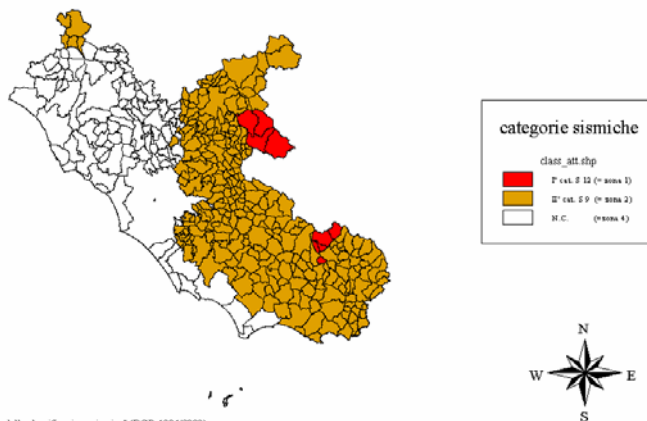 categorie sismiche
class_att.shp
I° cat. S 12 (= zona 1)
II° cat. S 9 (= zona 2)
N.C. (= zona 4)
N
W E
S